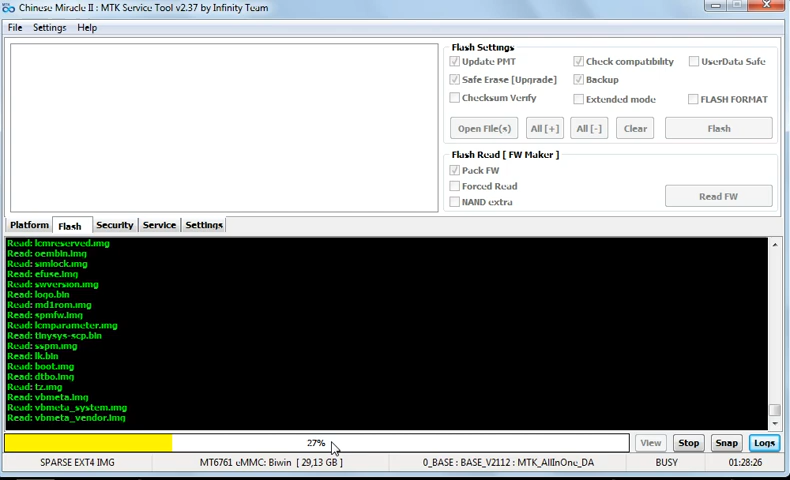 Chinese Miracle II : MTK Service Tool v2.37 by Infinity Team
File Settings Help
Flash Settings
Update PMT Check compatibility UserData Safe
Safe Erase [Upgrade] Backup
Checksum Verify Extended mode FLASH FORMAT
Open File(s) All [+] All [-] Clear Flash
Flash Read [ FW Maker ]
Pack FW
Forced Read
NAND extra
Read FW
Platform Flash Security Service Settings
Read: lcmreserved.img
Read: oembin.img
Read: simlock.img
Read: efuse.img
Read: swversion.img
Read: logo.bin
Read: md1rom.img
Read: spmfw.img
Read: lcmparameter.img
Read: tinysys-scp.bin
Read: sspm.img
Read: lk.bin
Read: boot.img
Read: dtbo.img
Read: tz.img
Read: vbmeta.img
Read: vbmeta_system.img
Read: vbmeta_vendor.img
27%
View Stop Snap Logs
SPARSE EXT4 IMG MT6761 eMMC: Biwin [ 29,13 GB ] 0_BASE : BASE_V2112 : MTK_AllInOne_DA BUSY 01:28:26